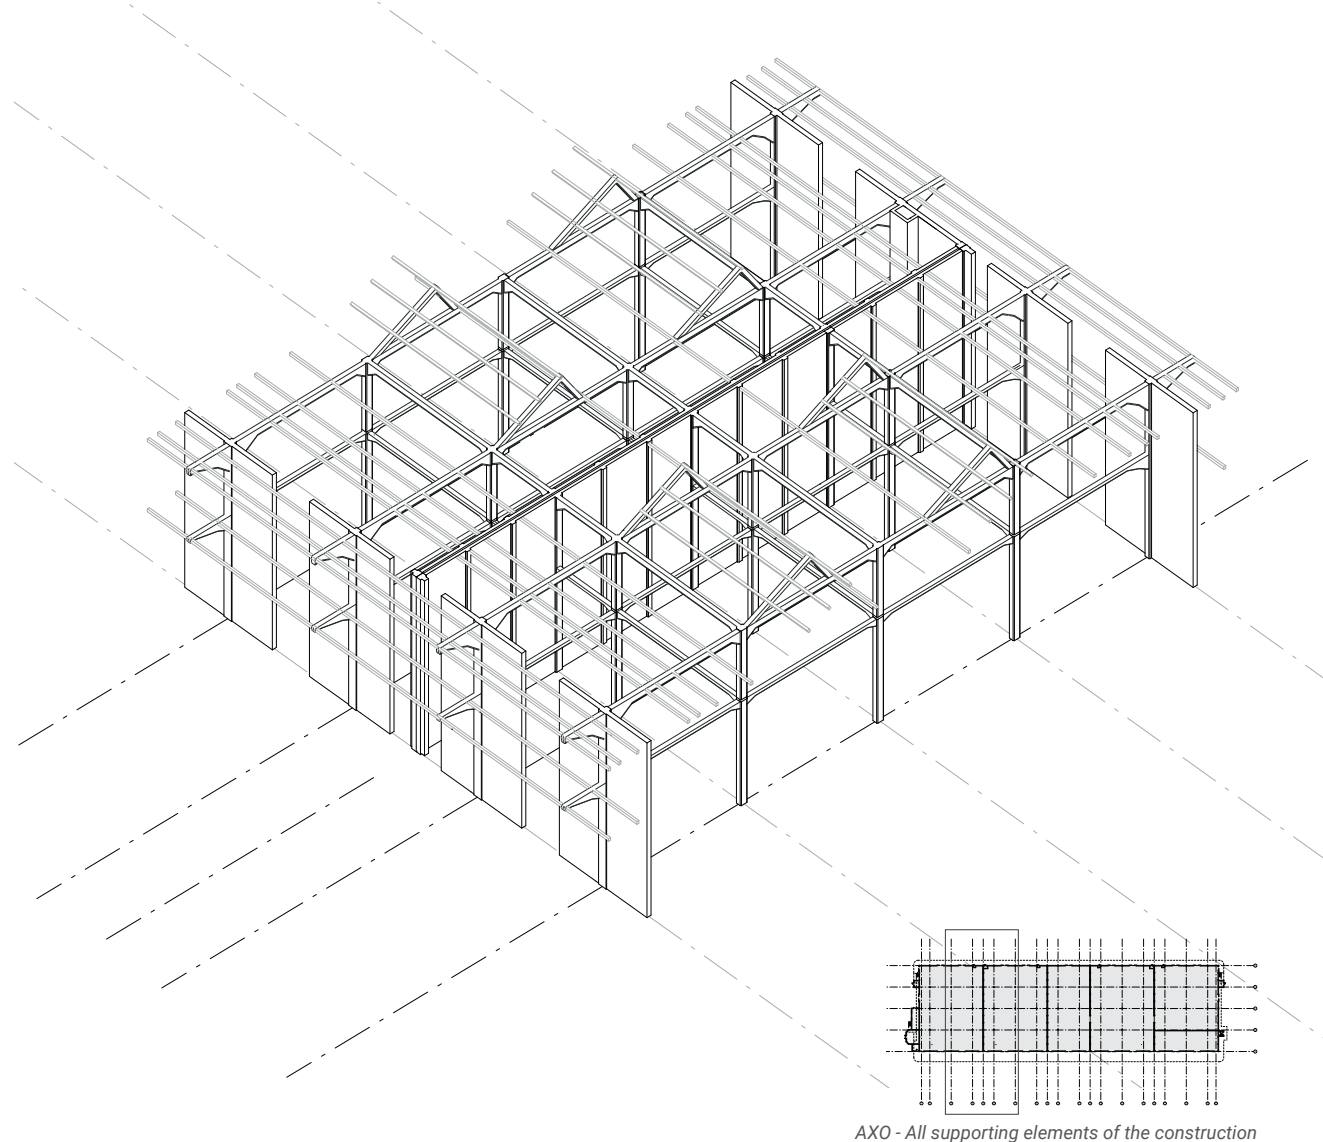 AXO - All supporting elements of the construction